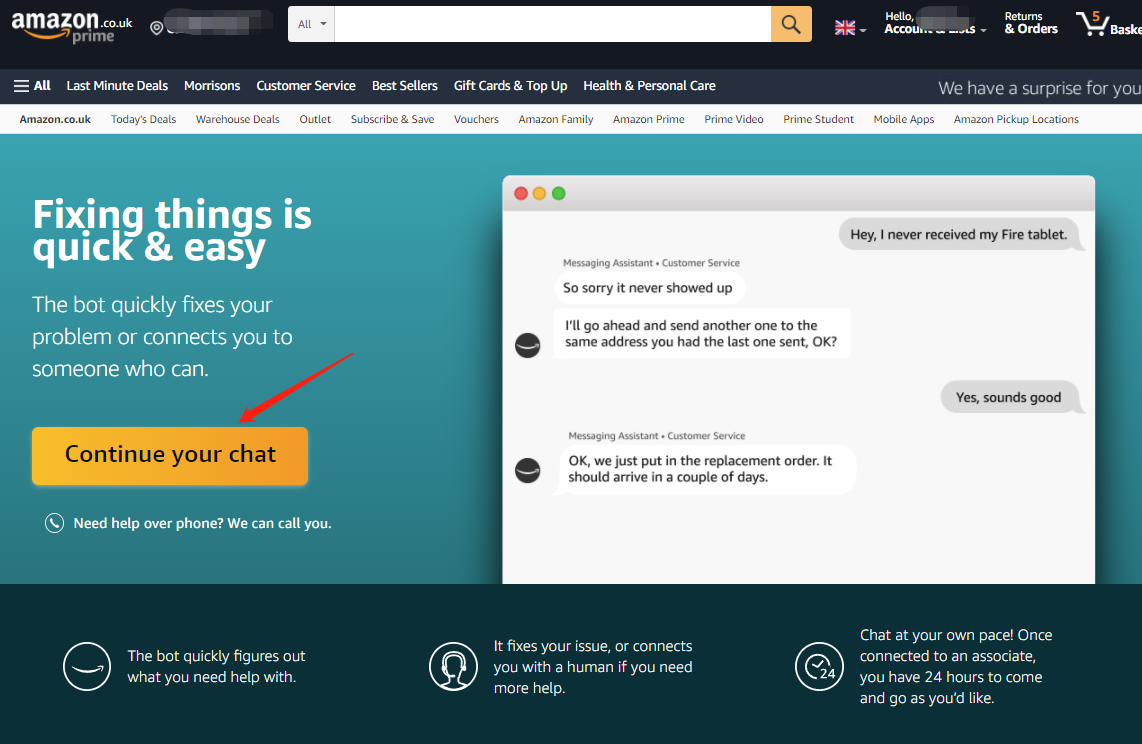 amazon.co.uk
prime
All
Hello,
Account & Lists
Returns
& Orders
5
Baske
All
Last Minute Deals
Morrisons
Customer Service
Best Sellers
Gift Cards & Top Up
Health & Personal Care
We have a surprise for you
Amazon.co.uk
Today's Deals
Warehouse Deals
Outlet
Subscribe & Save
Vouchers
Amazon Family
Amazon Prime
Prime Video
Prime Student
Mobile Apps
Amazon Pickup Locations
Fixing things is
quick & easy
The bot quickly fixes your
problem or connects you to
someone who can.
Continue your chat
Need help over phone? We can call you.
Hey, I never received my Fire tablet.
Messaging Assistant • Customer Service
So sorry it never showed up
I'll go ahead and send another one to the
same address you had the last one sent, OK?
Yes, sounds good
Messaging Assistant • Customer Service
OK, we just put in the replacement order. It
should arrive in a couple of days.
The bot quickly figures out
what you need help with.
It fixes your issue, or connects
you with a human if you need
more help.
24
Chat at your own pace! Once
connected to an associate,
you have 24 hours to come
and go as you'd like.